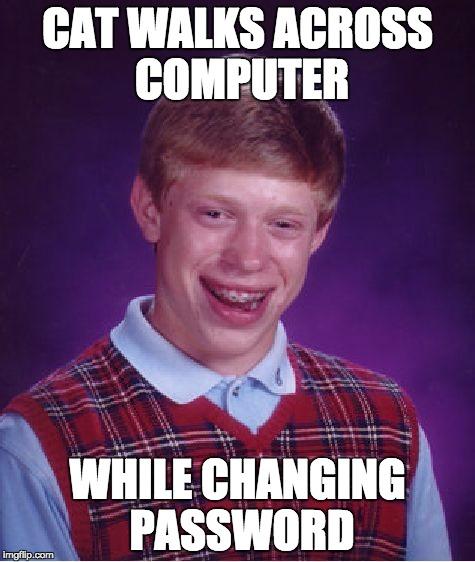 CAT WALKS ACROSS
COMPUTER
WHILE CHANGING
PASSWORD
imgflip.com